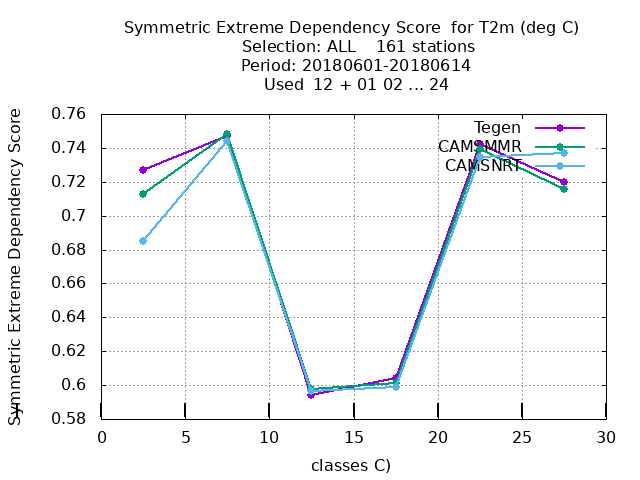 Symmetric Extreme Dependency Score  for T2m (deg C)
Selection: ALL    161 stations
Period: 20180601-20180614
Used  12 + 01 02 ... 24
Symmetric Extreme Dependency Score
0.76
0.74
0.72
0.7
0.68
0.66
0.64
0.62
0.6
0.58
Tegen
CAMSMMR
CAMSNRT
0
5
10
15
20
25
30
classes C)